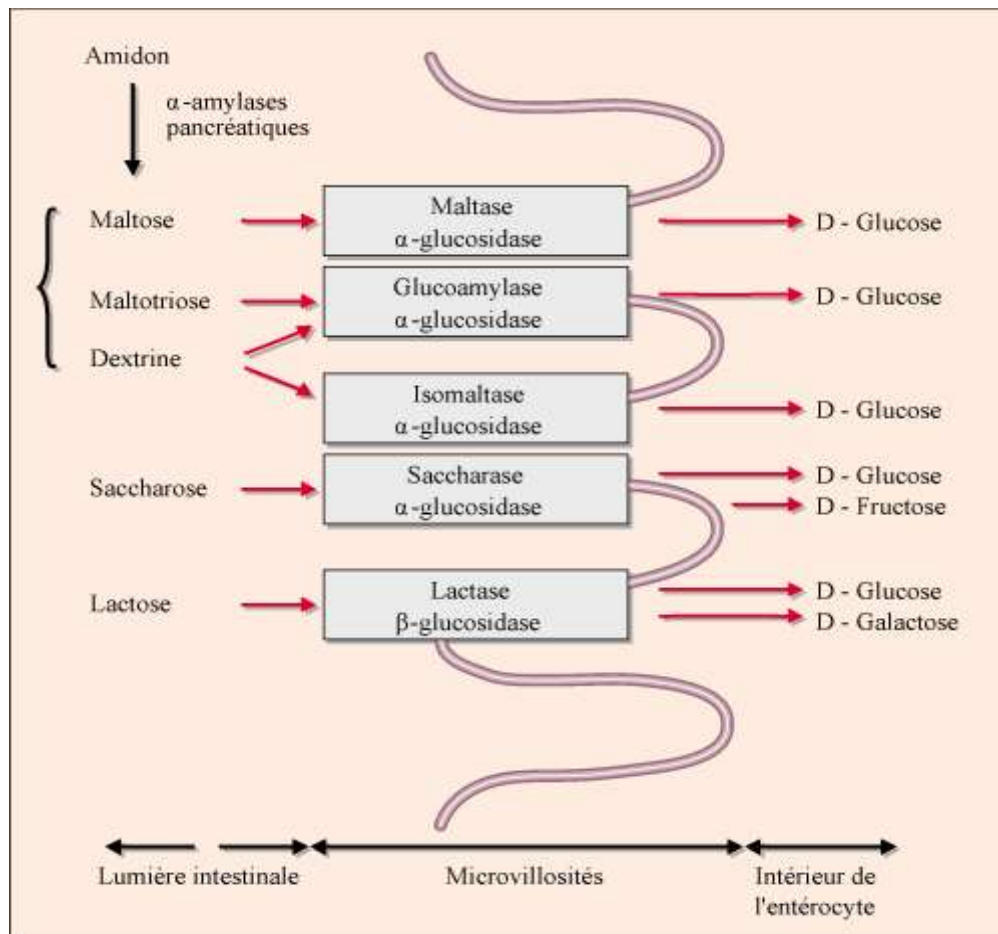 Amidon
α-amylases
pancréatiques
Maltose
Maltase
α-glucosidase
D - Glucose
Maltotriose
Glucoamylase
α-glucosidase
D - Glucose
Dextrine
Isomaltase
α-glucosidase
D - Glucose
Saccharose
Saccharase
α-glucosidase
D - Glucose
D - Fructose
Lactose
Lactase
β-glucosidase
D - Glucose
D - Galactose
Lumière intestinale
Microvillosités
Intérieur de
l'entérocyte